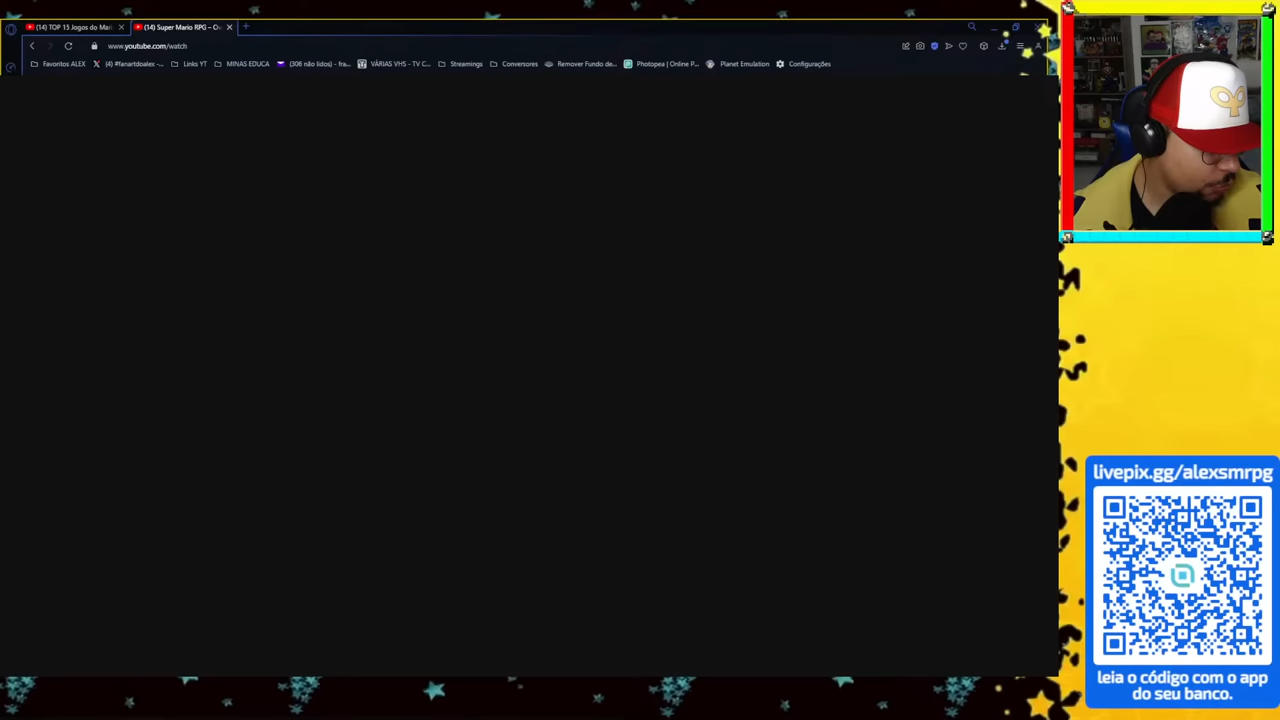 (14) TOP 15 Jogos do Mari
(14) Super Mario RPG – O
www.youtube.com/watch
Favoritos ALEX
(4) #fanartdoalex -...
Links YT
MINAS EDUCA
(306 não lidos) - fra...
VÁRIAS VHS - TV C...
Streamings
Conversores
Remover Fundo de...
Photopea | Online P...
Planet Emulation
Configurações
livepix.gg/alexsmrpg
leia o código com o app
do seu banco.